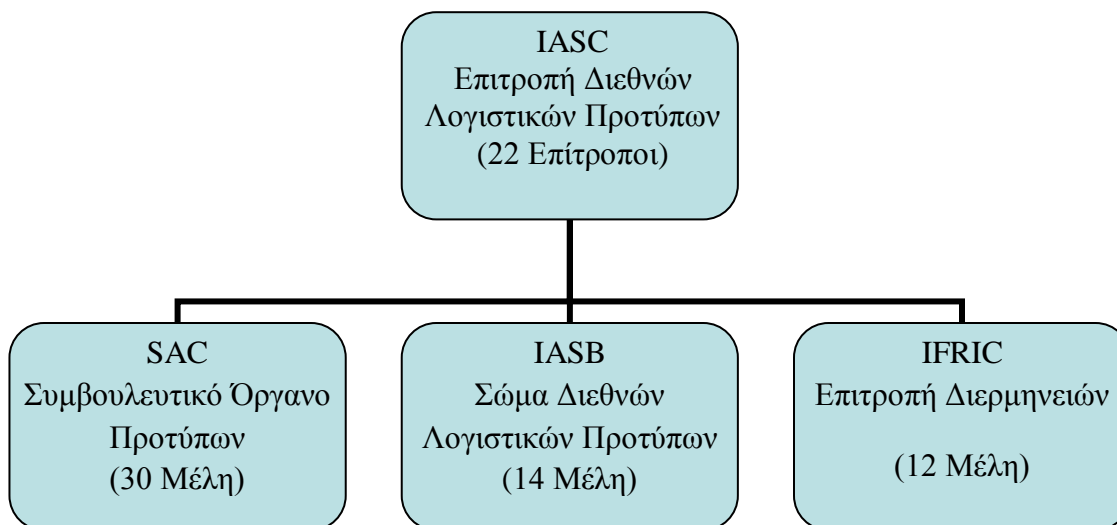 IASC
Επιτροπή Διεθνών
Λογιστικών Προτύπων
(22 Επίτροποι)
SAC
Συμβουλευτικό Όργανο
Προτύπων
(30 Μέλη)
IASB
Σώμα Διεθνών
Λογιστικών Προτύπων
(14 Μέλη)
IFRIC
Επιτροπή Διερμηνειών
(12 Μέλη)